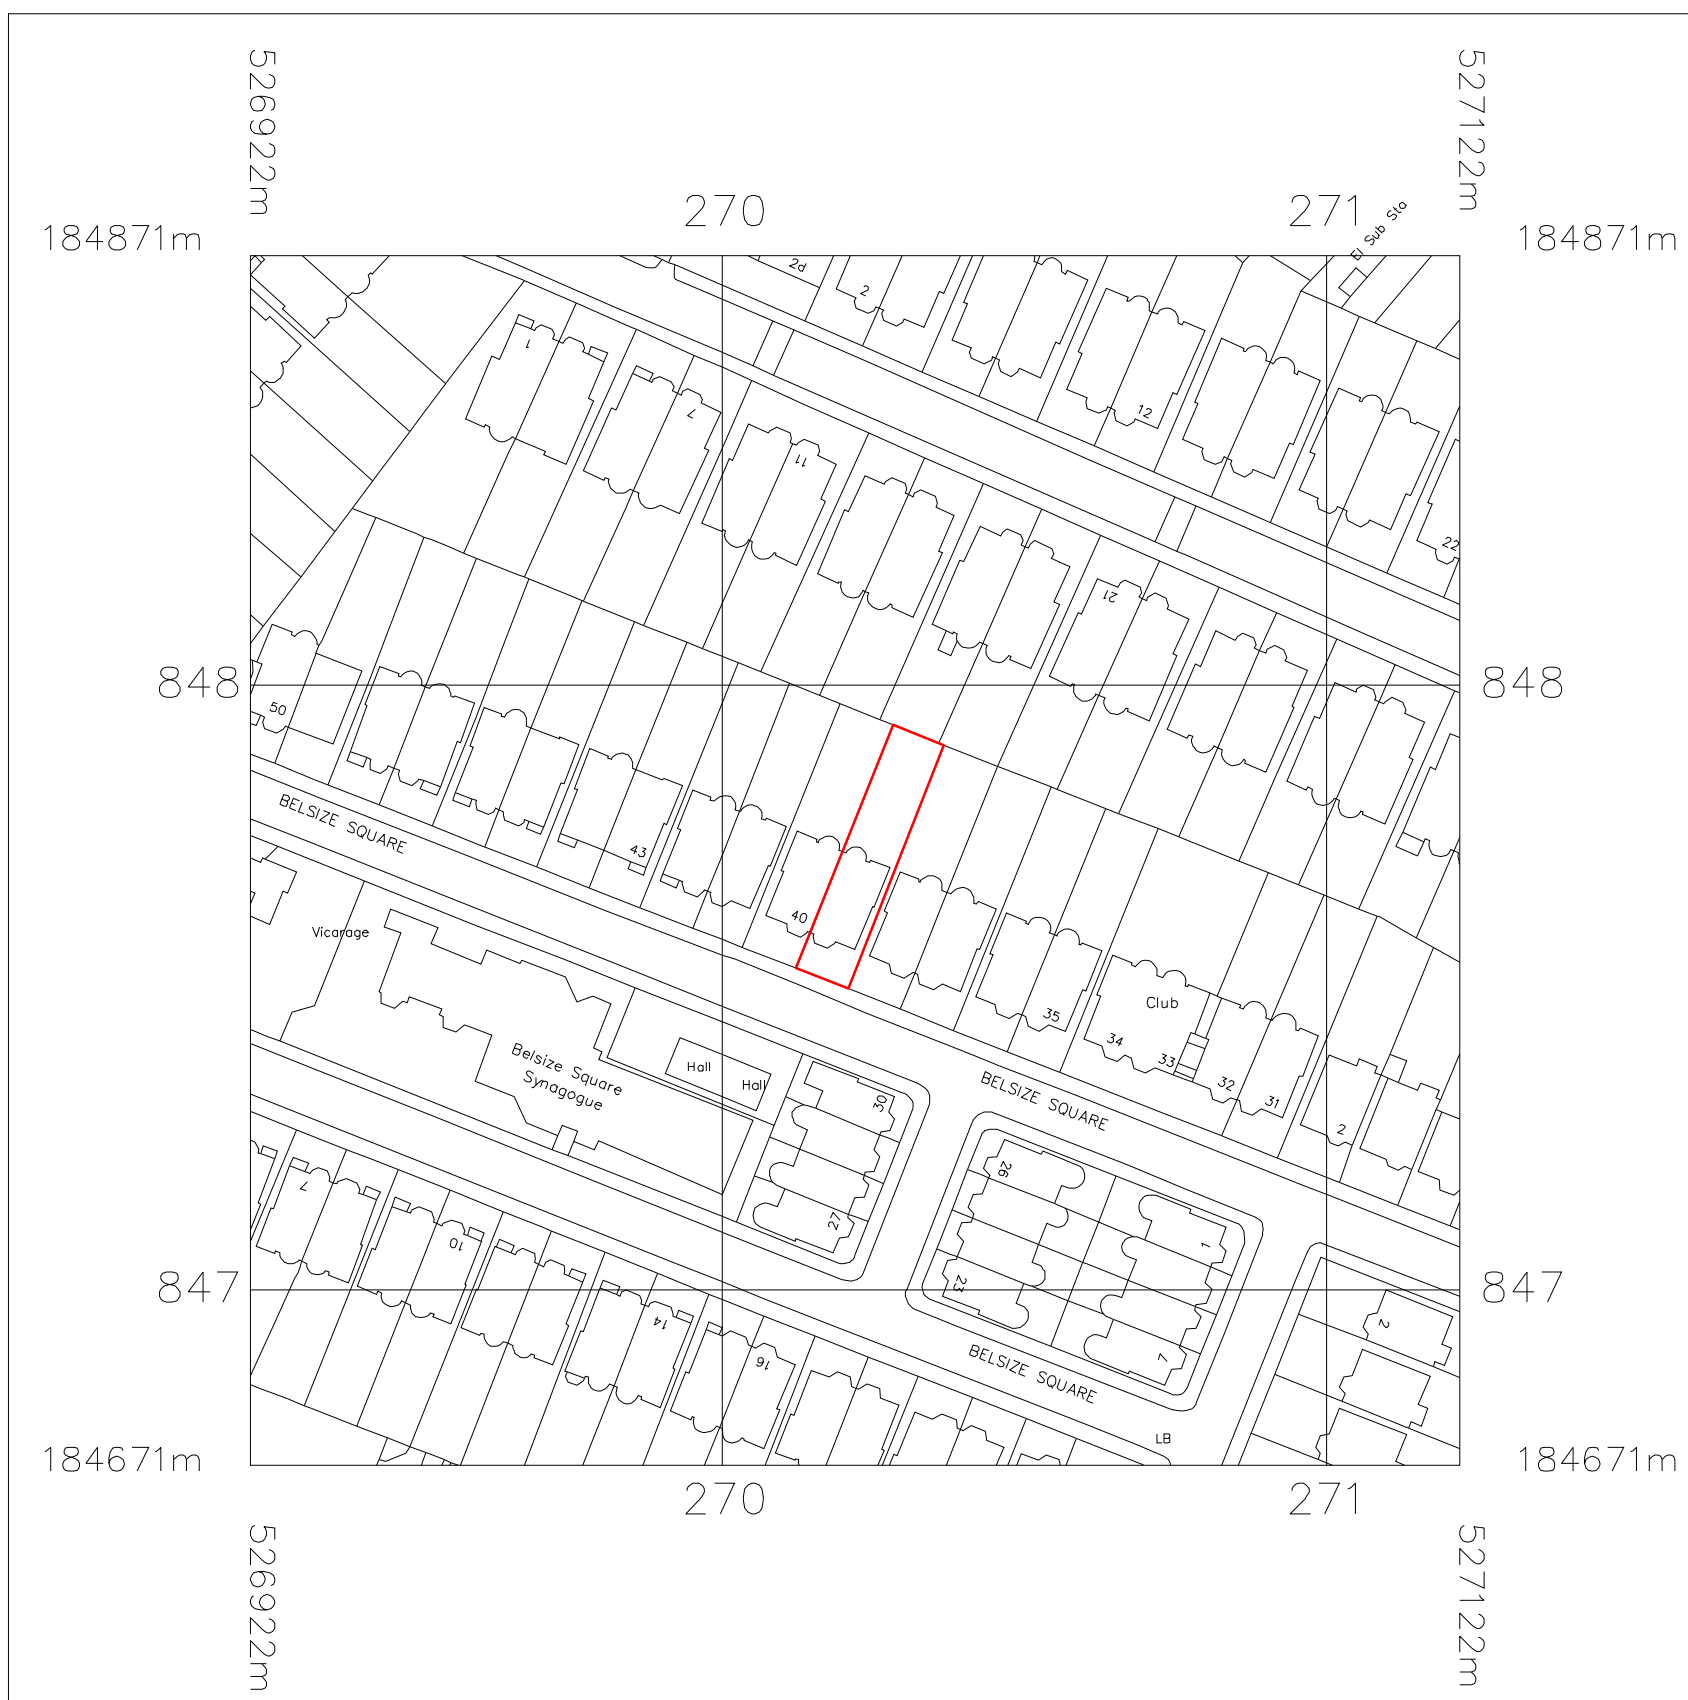 526922m
527122m
270
271
184871m
184871m
El Sub Sta
2d
2
1
7
12
11
22
21
848
848
50
BELSIZE SQUARE
43
40
Vicarage
Club
35
34
33
32
31
Belsize Square
Synagogue
Hall
Hall
BELSIZE SQUARE
30
2
26
7
27
1
10
23
847
847
14
2
16
BELSIZE SQUARE
4
LB
184671m
184671m
270
271
526922m
527122m